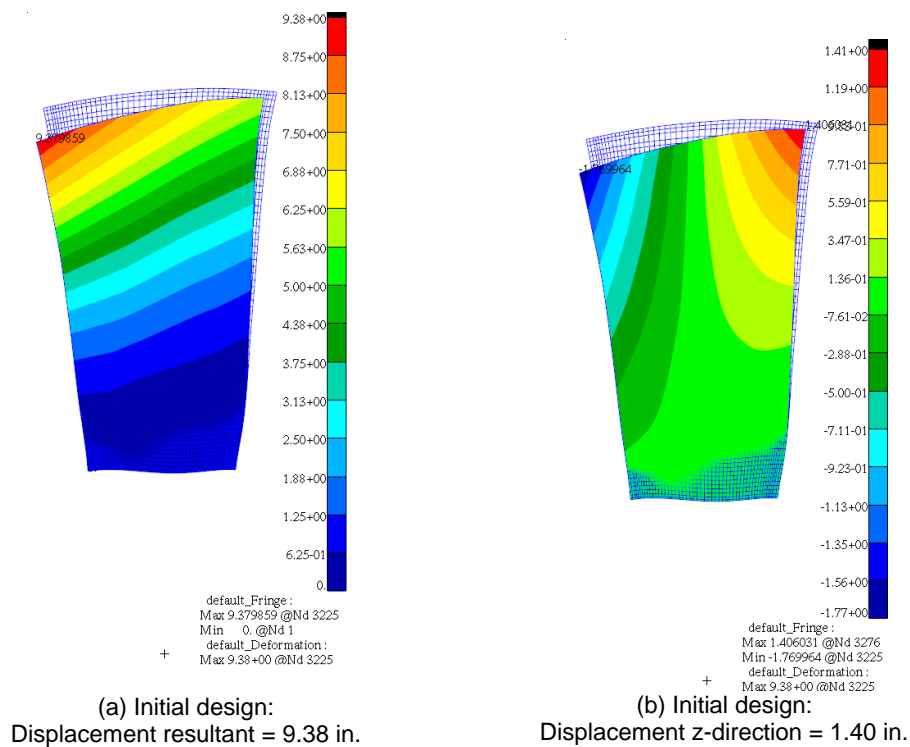 9.38+00
8.75+00
8.13+00
7.50+00
6.88+00
6.25+00
5.63+00
5.00+00
4.38+00
3.75+00
3.13+00
2.50+00
1.88+00
1.25+00
6.25-01
0.
9.379859
default_Fringe :
Max 9.379859 @Nd 3225
Min 0. @Nd 1
default_Deformation :
Max 9.38+00 @Nd 3225
(a) Initial design:
Displacement resultant = 9.38 in.
1.41+00
1.19+00
7.71-01
5.59-01
3.47-01
1.36-01
-7.61-02
-2.88-01
-5.00-01
-7.11-01
-9.23-01
-1.13+00
-1.35+00
-1.56+00
-1.77+00
-1.769964
default_Fringe :
Max 1.406031 @Nd 3276
Min -1.769964 @Nd 3225
default_Deformation :
Max 9.38+00 @Nd 3225
(b) Initial design:
Displacement z-direction = 1.40 in.